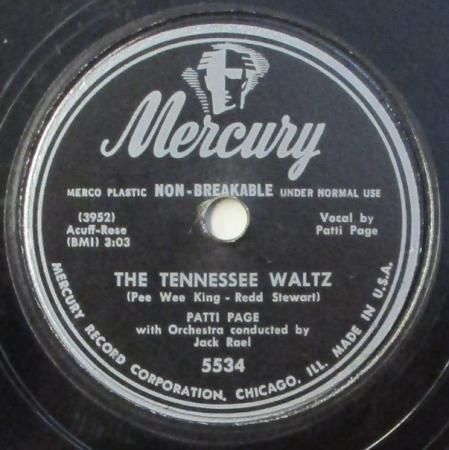 Mercury
MERCO PLASTIC NON-BREAKABLE UNDER NORMAL USE
(3952)
Acuff-Rose
(BMI) 3:03
Vocal by
Patti Page
THE TENNESSEE WALTZ
(Pee Wee King - Redd Stewart)
PATTI PAGE
with Orchestra conducted by
Jack Rael
5534
MERCURY RECORD CORPORATION, CHICAGO, ILL. MADE IN U.S.A.